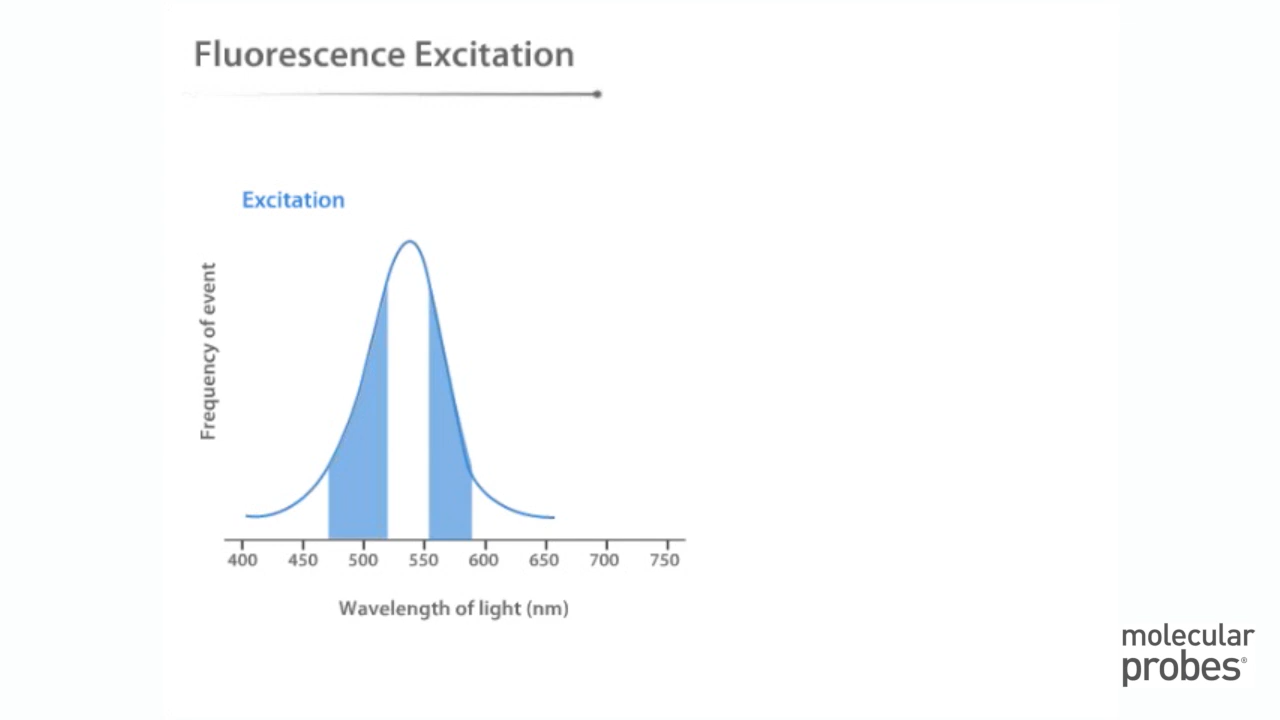 Fluorescence Excitation
Excitation
Frequency of event
400 450 500 550 600 650 700 750
Wavelength of light (nm)
molecular
probes®